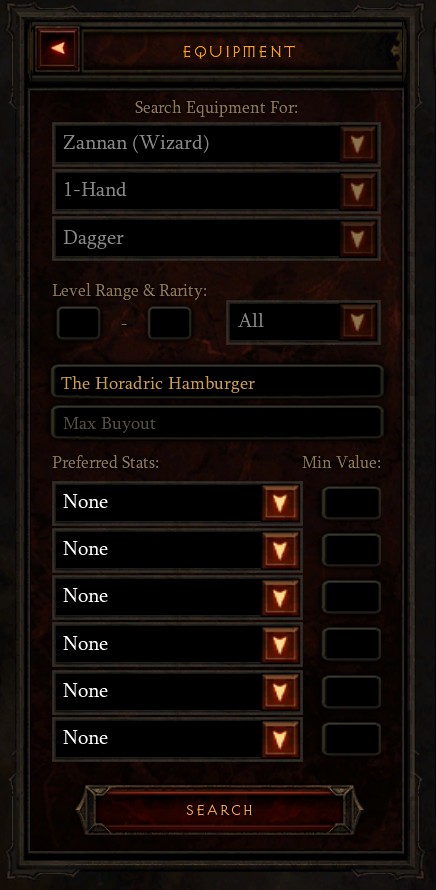 EQUIPMENT
Search Equipment For:
Zannan (Wizard)
1-Hand
Dagger
Level Range & Rarity:
- All
The Horadric Hamburger
Max Buyout
Preferred Stats: Min Value:
None
None
None
None
None
None
SEARCH